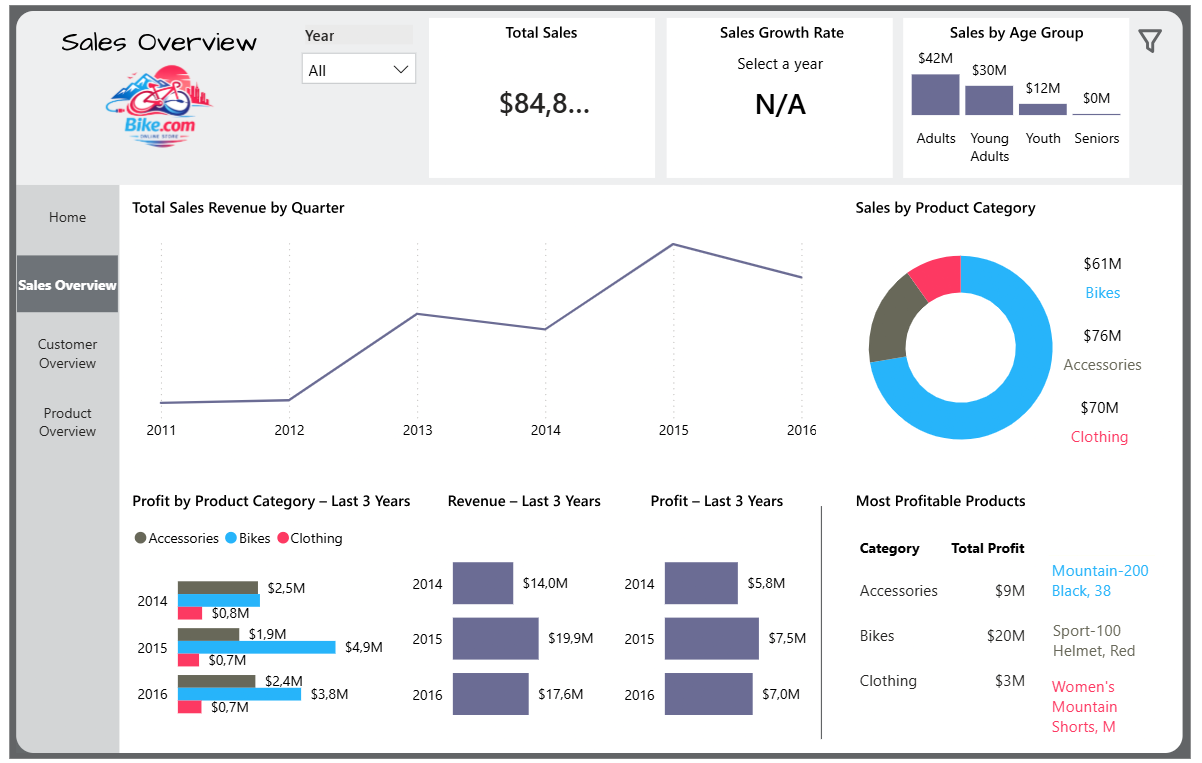 Sales Overview
Bike.com
ONLINE STORE
Year
All
Total Sales
$84,8...
Sales Growth Rate
Select a year
N/A
Sales by Age Group
$42M
$30M
$12M
$0M
Adults
Young
Adults
Youth
Seniors
Home
Sales Overview
Customer
Overview
Product
Overview
Total Sales Revenue by Quarter
2011 2012 2013 2014 2015 2016
Sales by Product Category
$61M
Bikes
$76M
Accessories
$70M
Clothing
Profit by Product Category – Last 3 Years
Accessories Bikes Clothing
2014
$2,5M
$0,8M
2015
$1,9M
$4,9M
$0,7M
2016
$2,4M
$3,8M
$0,7M
Revenue – Last 3 Years
2014 $14,0M
2015 $19,9M
2016 $17,6M
Profit – Last 3 Years
2014 $5,8M
2015 $7,5M
2016 $7,0M
Most Profitable Products
Category Total Profit
Accessories $9M
Bikes $20M
Clothing $3M
Mountain-200
Black, 38
Sport-100
Helmet, Red
Women's
Mountain
Shorts, M